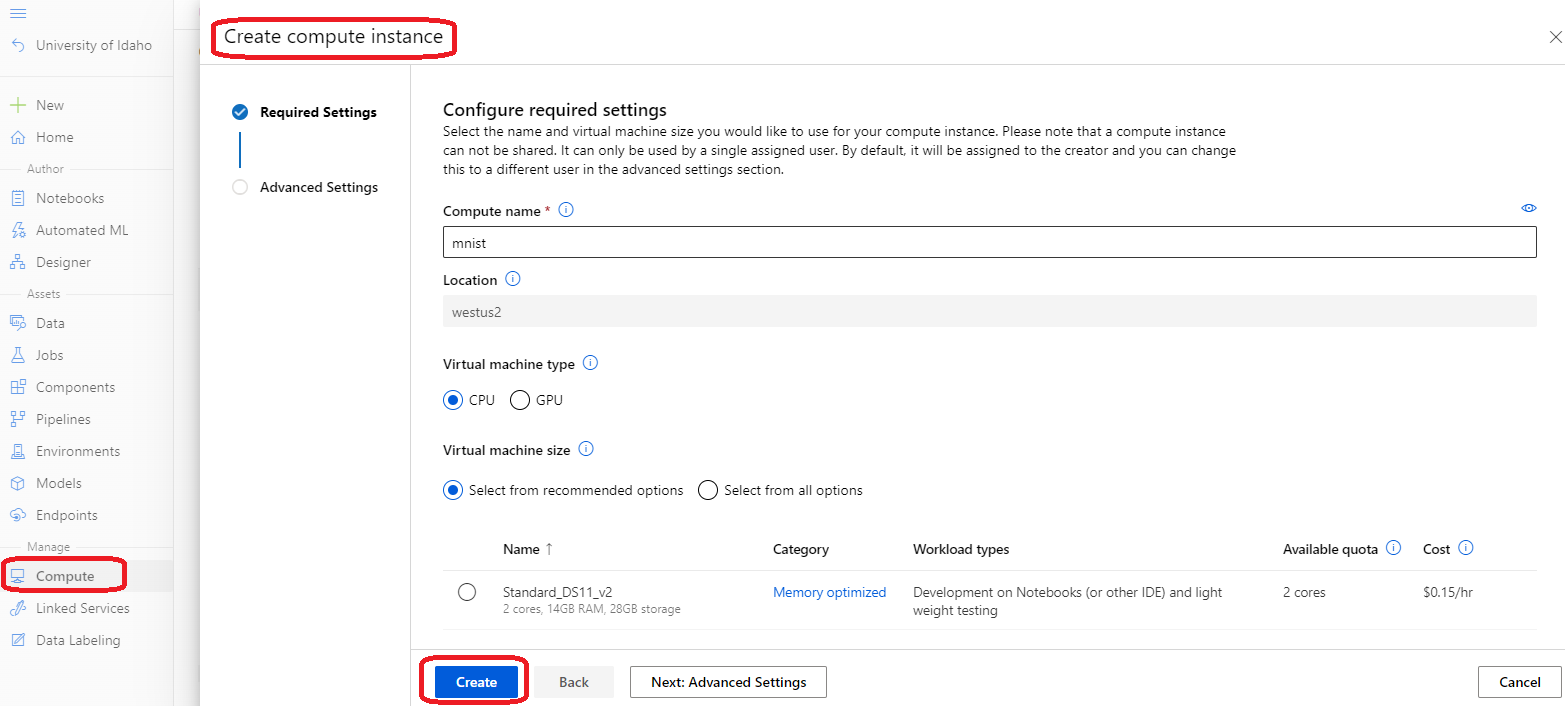 University of Idaho
New
Home
Author
Notebooks
Automated ML
Designer
Assets
Data
Jobs
Components
Pipelines
Environments
Models
Endpoints
Manage
Compute
Linked Services
Data Labeling
Create compute instance
Required Settings
Advanced Settings
Configure required settings
Select the name and virtual machine size you would like to use for your compute instance. Please note that a compute instance
can not be shared. It can only be used by a single assigned user. By default, it will be assigned to the creator and you can change
this to a different user in the advanced settings section.
Compute name *
mnist
Location
westus2
Virtual machine type
CPU GPU
Virtual machine size
Select from recommended options Select from all options
Name ↑ Category Workload types Available quota Cost
Standard_DS11_v2 Memory optimized Development on Notebooks (or other IDE) and light 2 cores $0.15/hr
2 cores, 14GB RAM, 28GB storage testing
Create Back Next: Advanced Settings Cancel